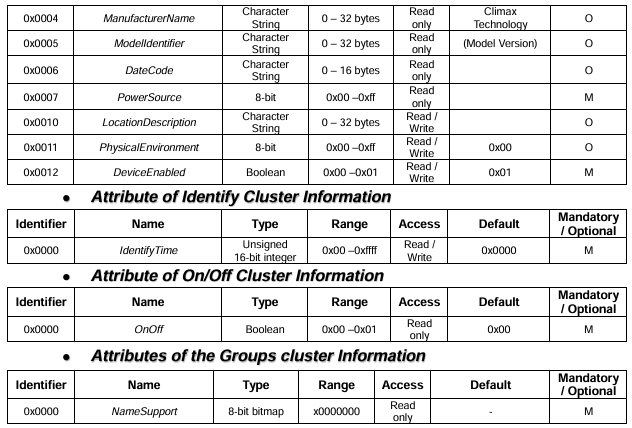 0x0004 ManufacturerName Character String 0 – 32 bytes Read only Climax Technology O
0x0005 ModelIdentifier Character String 0 – 32 bytes Read only (Model Version) O
0x0006 DateCode Character String 0 – 16 bytes Read only O
0x0007 PowerSource 8-bit 0x00 –0xff Read only M
0x0010 LocationDescription Character String 0 – 32 bytes Read / Write O
0x0011 PhysicalEnvironment 8-bit 0x00 –0xff Read / Write 0x00 O
0x0012 DeviceEnabled Boolean 0x00 –0x01 Read / Write 0x01 M
● Attribute of Identify Cluster Information
Identifier Name Type Range Access Default Mandatory / Optional
0x0000 IdentifyTime Unsigned 16-bit integer 0x00 –0xffff Read / Write 0x0000 M
● Attribute of On/Off Cluster Information
Identifier Name Type Range Access Default Mandatory / Optional
0x0000 OnOff Boolean 0x00 –0x01 Read only 0x00 M
● Attributes of the Groups cluster Information
Identifier Name Type Range Access Default Mandatory / Optional
0x0000 NameSupport 8-bit bitmap x0000000 Read only - M